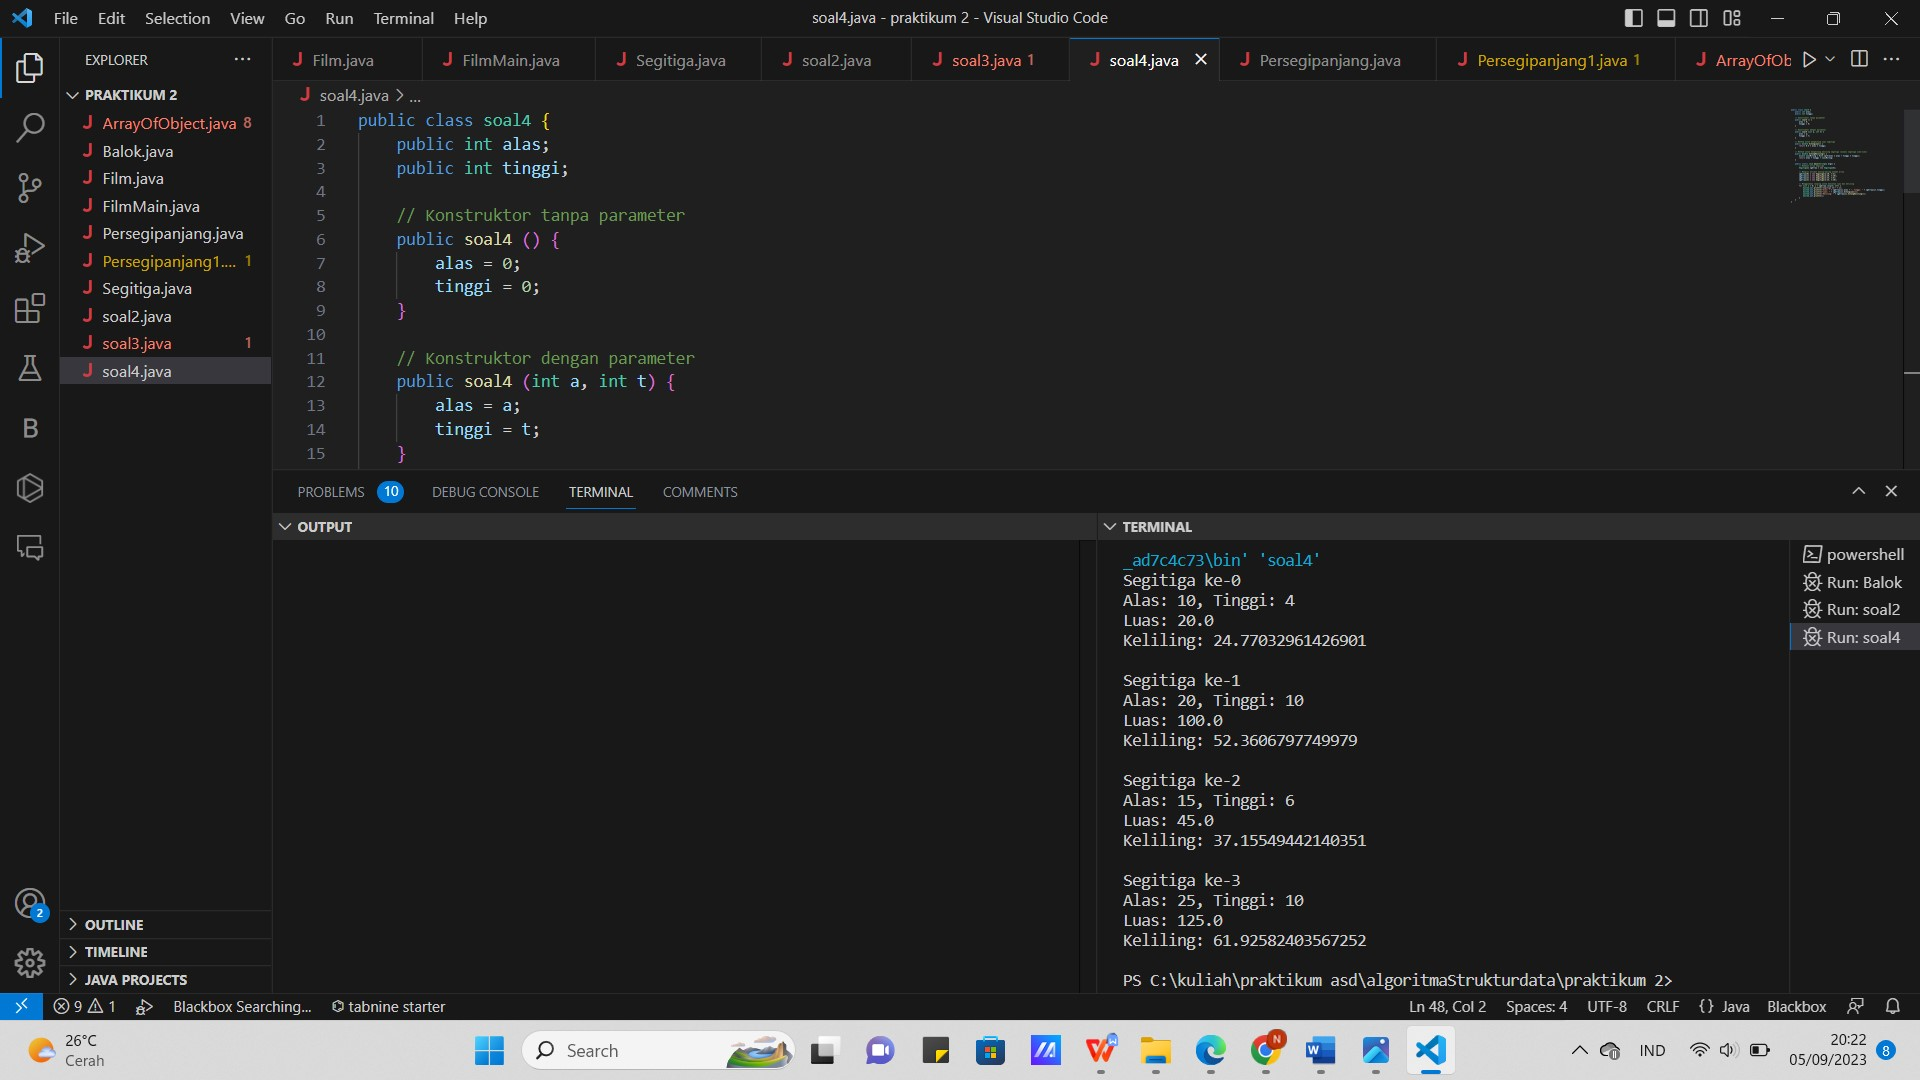 File Edit Selection View Go Run Terminal Help
soal4.java - praktikum 2 - Visual Studio Code
EXPLORER
PRAKTIKUM 2
ArrayOfObject.java 8
Balok.java
Film.java
FilmMain.java
Persegipanjang.java
Persegipanjang1.... 1
Segitiga.java
soal2.java
soal3.java 1
soal4.java
OUTLINE
TIMELINE
JAVA PROJECTS
Film.java FilmMain.java Segitiga.java soal2.java soal3.java 1 soal4.java Persegipanjang.java Persegipanjang1.java 1 ArrayOfOb
soal4.java > ...
1 public class soal4 {
2 public int alas;
3 public int tinggi;
4
5 // Konstruktor tanpa parameter
6 public soal4 () {
7 alas = 0;
8 tinggi = 0;
9 }
10
11 // Konstruktor dengan parameter
12 public soal4 (int a, int t) {
13 alas = a;
14 tinggi = t;
15 }
PROBLEMS 10 DEBUG CONSOLE TERMINAL COMMENTS
OUTPUT
TERMINAL
_ad7c4c73\bin' 'soal4'
Segitiga ke-0
Alas: 10, Tinggi: 4
Luas: 20.0
Keliling: 24.77032961426901
Segitiga ke-1
Alas: 20, Tinggi: 10
Luas: 100.0
Keliling: 52.3606797749979
Segitiga ke-2
Alas: 15, Tinggi: 6
Luas: 45.0
Keliling: 37.15549442140351
Segitiga ke-3
Alas: 25, Tinggi: 10
Luas: 125.0
Keliling: 61.92582403567252
PS C:\kuliah\praktikum asd\algoritmaStrukturdata\praktikum 2>
powershell
Run: Balok
Run: soal2
Run: soal4
2
9 1 Blackbox Searching... tabnine starter
Ln 48, Col 2 Spaces: 4 UTF-8 CRLF {} Java Blackbox
26°C
Cerah
Search
IND
20:22
05/09/2023
8